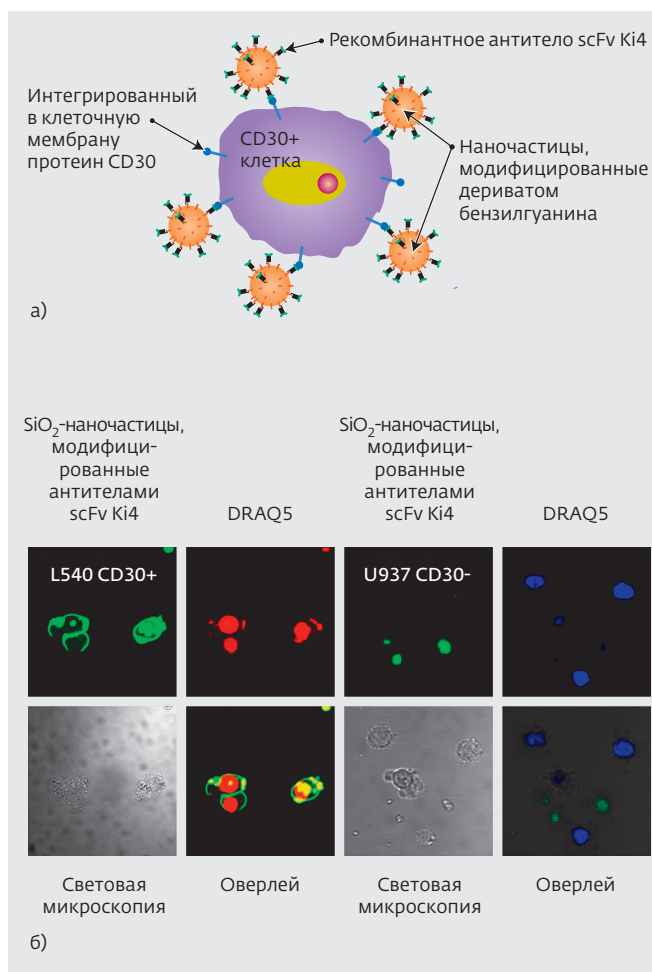 Рекомбинантное антитело scFv Ki4
Интегрированный
в клеточную
мембрану
протеин CD30
CD30+
клетка
Наночастицы,
модифицированные
дериватом
бензилгуанина
а)
SiO₂-наночастицы,
модифици-
рованные
антителами
scFv Ki4
DRAQ5
SiO₂-наночастицы,
модифици-
рованные
антителами
scFv Ki4
DRAQ5
L540 CD30+
U937 CD30-
Световая
микроскопия
Оверлей
Световая
микроскопия
Оверлей
б)